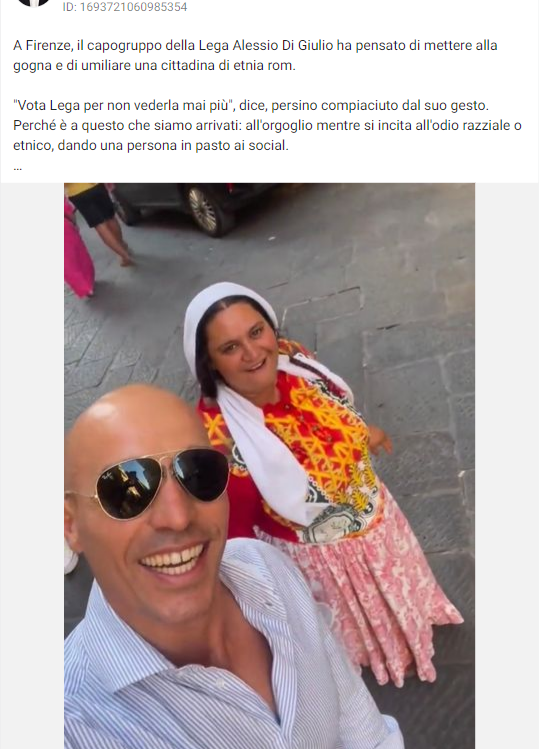 ID: 1693721060985354
A Firenze, il capogruppo della Lega Alessio Di Giulio ha pensato di mettere alla
gogna e di umiliare una cittadina di etnia rom.
"Vota Lega per non vederla mai più", dice, persino compiaciuto dal suo gesto.
Perché è a questo che siamo arrivati: all'orgoglio mentre si incita all'odio razziale o
etnico, dando una persona in pasto ai social.
...